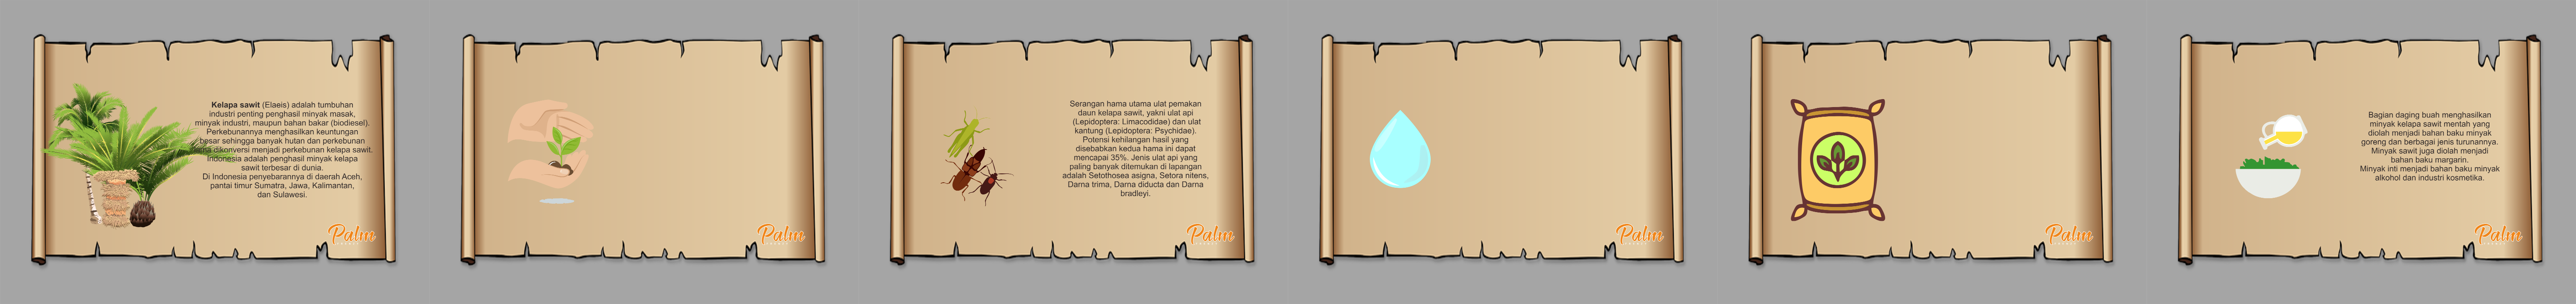 Kelapa sawit (Elaeis) adalah tumbuhan
industri penting penghasil minyak masak,
minyak industri, maupun bahan bakar (biodiesel).
Perkebunannya menghasilkan keuntungan
besar sehingga banyak hutan dan perkebunan
dikonversi menjadi perkebunan kelapa sawit.
Indonesia adalah penghasil minyak kelapa
sawit terbesar di dunia.
Di Indonesia penyebarannya di daerah Aceh,
pantai timur Sumatra, Jawa, Kalimantan,
dan Sulawesi.
Palm
Palm
Serangan hama utama ulat pemakan
daun kelapa sawit, yakni ulat api
(Lepidoptera: Limacodidae) dan ulat
kantung (Lepidoptera: Psychidae).
Potensi kehilangan hasil yang
disebabkan kedua hama ini dapat
mencapai 35%. Jenis ulat api yang
paling banyak ditemukan di lapangan
adalah Setothosea asigna, Setora nitens,
Darna trima, Darna diducta dan Darna
bradleyi.
Palm
Palm
Palm
Bagian daging buah menghasilkan
minyak kelapa sawit mentah yang
diolah menjadi bahan baku minyak
goreng dan berbagai jenis turunannya.
Minyak sawit juga diolah menjadi
bahan baku margarin.
Minyak inti menjadi bahan baku minyak
alkohol dan industri kosmetika.
Palm